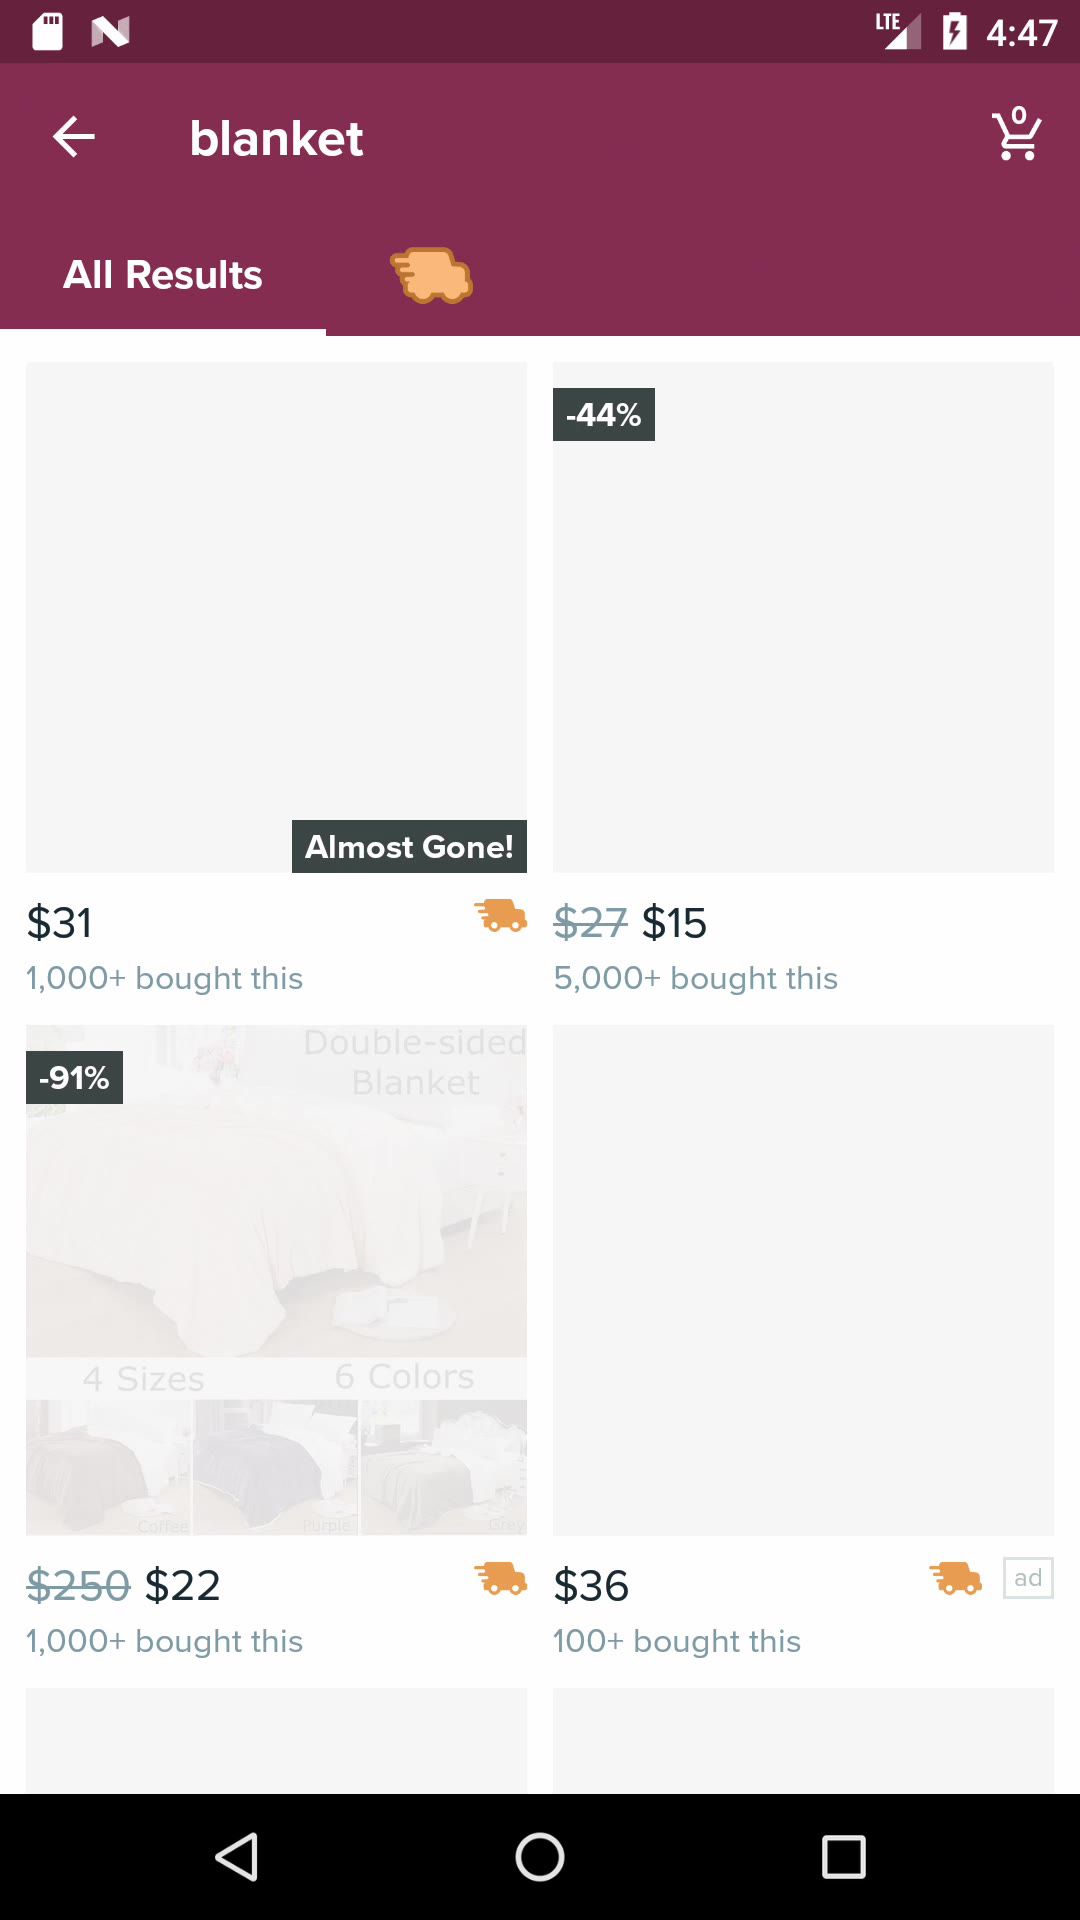 LTE 4:47
blanket
0
All Results
-44%
Almost Gone!
$31
$27 $15
1,000+ bought this
5,000+ bought this
-91%
Double-sided
Blanket
4 Sizes
6 Colors
Coffee
Purple
Grey
$250 $22
$36
ad
1,000+ bought this
100+ bought this